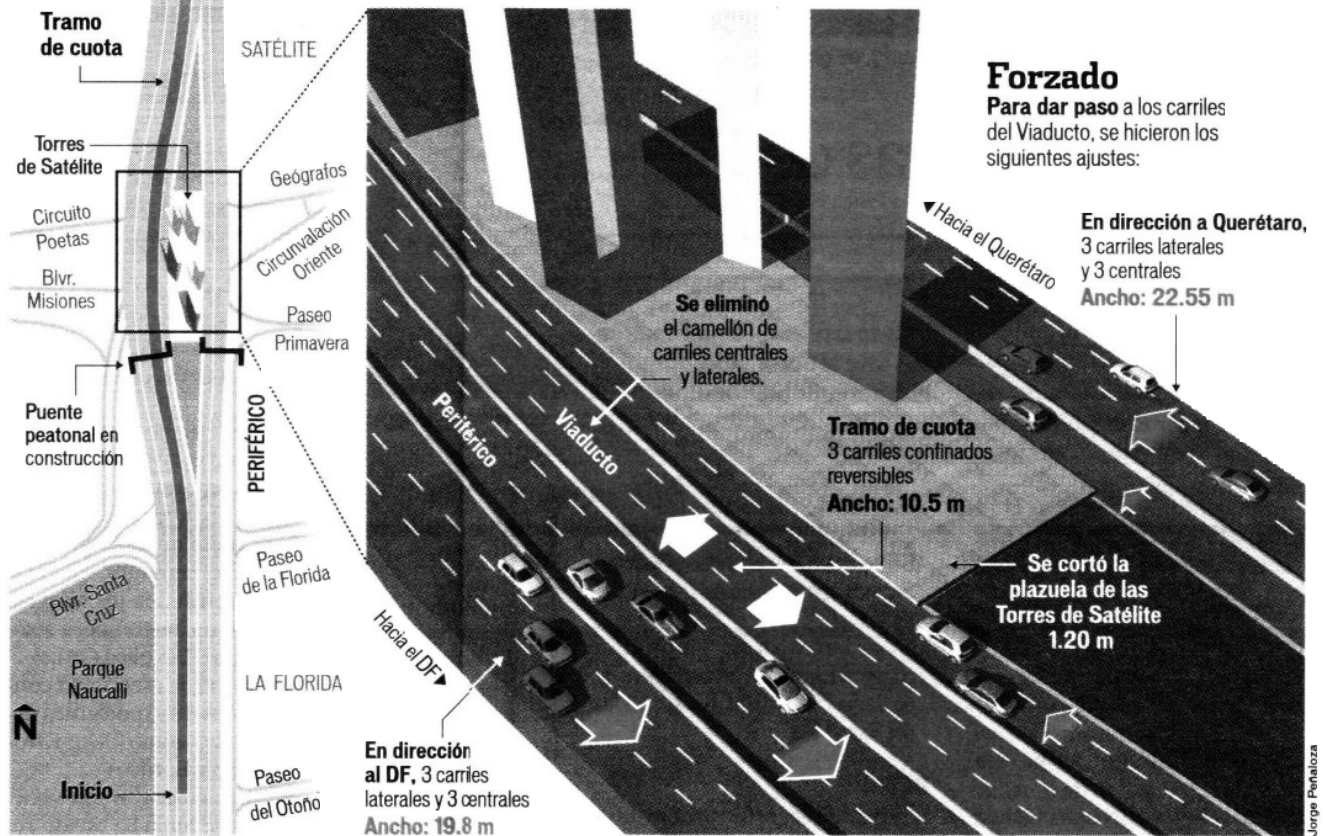 Tramo
de cuota
SATÉLITE
Torres
de Satélite
Geógrafos
Circuito
Poetas
Circunvalación
Oriente
Blvr.
Misiones
Paseo
Primavera
Puente
peatonal en
construcción
PERIFÉRICO
Paseo
de la Florida
Blvr. Santa
Cruz
Parque
Naucalli
LA FLORIDA
N
Inicio
Paseo
del Otoño
Forzado
Para dar paso a los carriles
del Viaducto, se hicieron los
siguientes ajustes:
Hacia el Querétaro
En dirección a Querétaro,
3 carriles laterales
y 3 centrales
Ancho: 22.55 m
Se eliminó
el camellón de
carriles centrales
y laterales.
Periférico
Viaducto
Tramo de cuota
3 carriles confinados
reversibles
Ancho: 10.5 m
Se cortó la
plazuela de las
Torres de Satélite
1.20 m
Hacia el DF
En dirección
al DF, 3 carriles
laterales y 3 centrales
Ancho: 19.8 m
Jorge Peñaloza